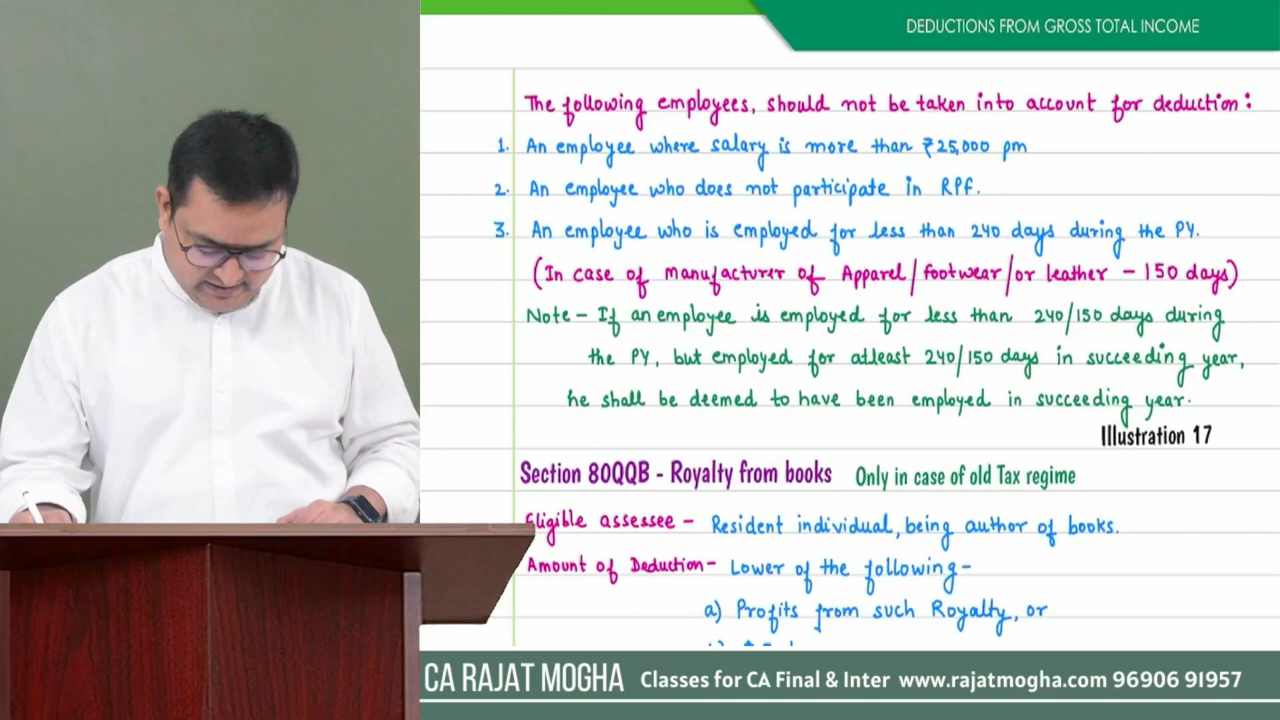 DEDUCTIONS FROM GROSS TOTAL INCOME
The following employees, should not be taken into account for deduction:
1. An employee where salary is more than ₹25,000 pm
2. An employee who does not participate in RPF.
3. An employee who is employed for less than 240 days during the PY.
(In case of manufacturer of Apparel/footwear/or leather - 150 days)
Note - If an employee is employed for less than 240/150 days during
the PY, but employed for atleast 240/150 days in succeeding year,
he shall be deemed to have been employed in succeeding year.
Illustration 17
Section 80QQB - Royalty from books Only in case of old Tax regime
Eligible assessee - Resident individual, being author of books.
Amount of Deduction - Lower of the following -
a) Profits from such Royalty, or
CA RAJAT MOGHA Classes for CA Final & Inter www.rajatmogha.com 96906 91957